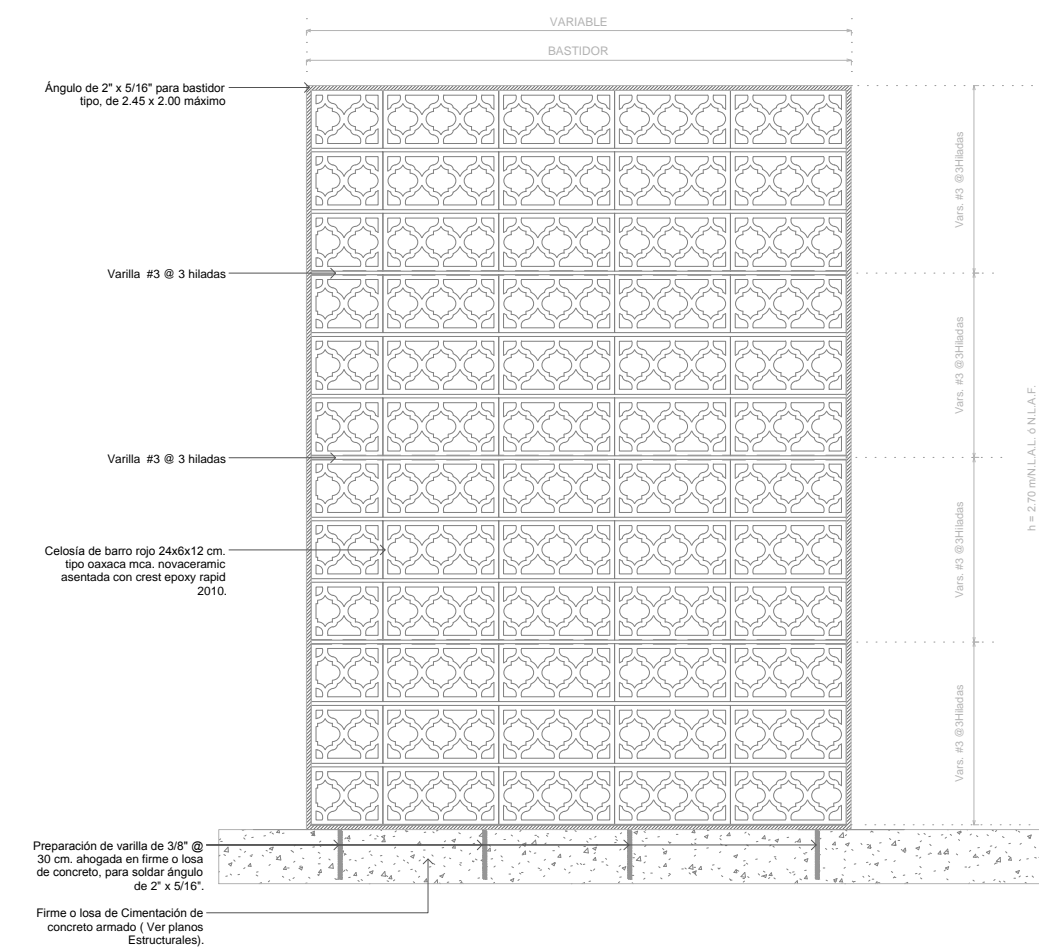 VARIABLE
BASTIDOR
Ángulo de 2" x 5/16" para bastidor
tipo, de 2.45 x 2.00 máximo
Vars. #3 @3Hiladas
Varilla  #3 @ 3 hiladas
Vars. #3 @3Hiladas
h = 2.70 m/N.L.A.L. ó N.L.A.F.
Varilla  #3 @ 3 hiladas
Vars. #3 @3Hiladas
Celosía de barro rojo 24x6x12 cm.
tipo oaxaca mca. novaceramic
asentada con crest epoxy rapid
2010.
Vars. #3 @3Hiladas
Preparación de varilla de 3/8" @
30 cm. ahogada en firme o losa
de concreto, para soldar ángulo
de 2" x 5/16".
Firme o losa de Cimentación de
concreto armado ( Ver planos
Estructurales).